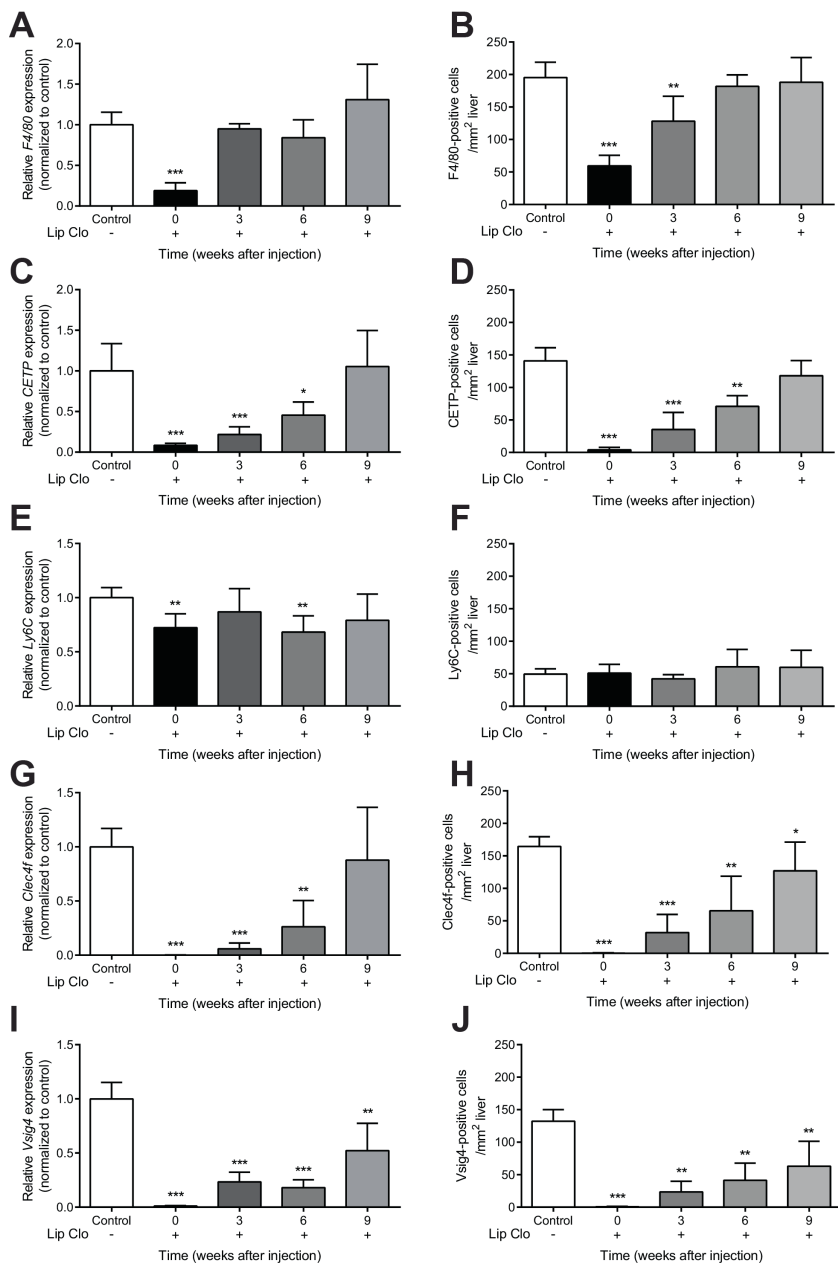 A
Relative F4/80 expression
(normalized to control)
2.0
1.5
1.0
0.5
0.0
***
Control 0 3 6 9
Lip Clo - + + + +
Time (weeks after injection)
B
F4/80-positive cells
/mm² liver
250
200
150
100
50
0
***
**
Control 0 3 6 9
Lip Clo - + + + +
Time (weeks after injection)
C
Relative CETP expression
(normalized to control)
2.0
1.5
1.0
0.5
0.0
***
***
*
Control 0 3 6 9
Lip Clo - + + + +
Time (weeks after injection)
D
CETP-positive cells
/mm² liver
250
200
150
100
50
0
***
***
**
Control 0 3 6 9
Lip Clo - + + + +
Time (weeks after injection)
E
Relative Ly6C expression
(normalized to control)
1.5
1.0
0.5
0.0
**
**
Control 0 3 6 9
Lip Clo - + + + +
Time (weeks after injection)
F
Ly6C-positive cells
/mm² liver
250
200
150
100
50
0
Control 0 3 6 9
Lip Clo - + + + +
Time (weeks after injection)
G
Relative Clec4f expression
(normalized to control)
1.5
1.0
0.5
0.0
***
***
**
Control 0 3 6 9
Lip Clo - + + + +
Time (weeks after injection)
H
Clec4f-positive cells
/mm² liver
250
200
150
100
50
0
***
***
**
*
Control 0 3 6 9
Lip Clo - + + + +
Time (weeks after injection)
I
Relative Vsig4 expression
(normalized to control)
1.5
1.0
0.5
0.0
***
***
***
**
Control 0 3 6 9
Lip Clo - + + + +
Time (weeks after injection)
J
Vsig4-positive cells
/mm² liver
250
200
150
100
50
0
***
**
**
**
Control 0 3 6 9
Lip Clo - + + + +
Time (weeks after injection)